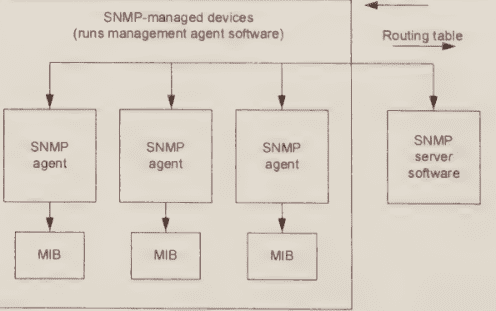 SNMP-managed devices
(runs management agent software)
Routing table
SNMP
agent
SNMP
agent
SNMP
agent
SNMP
server
software
MIB
MIB
MIB